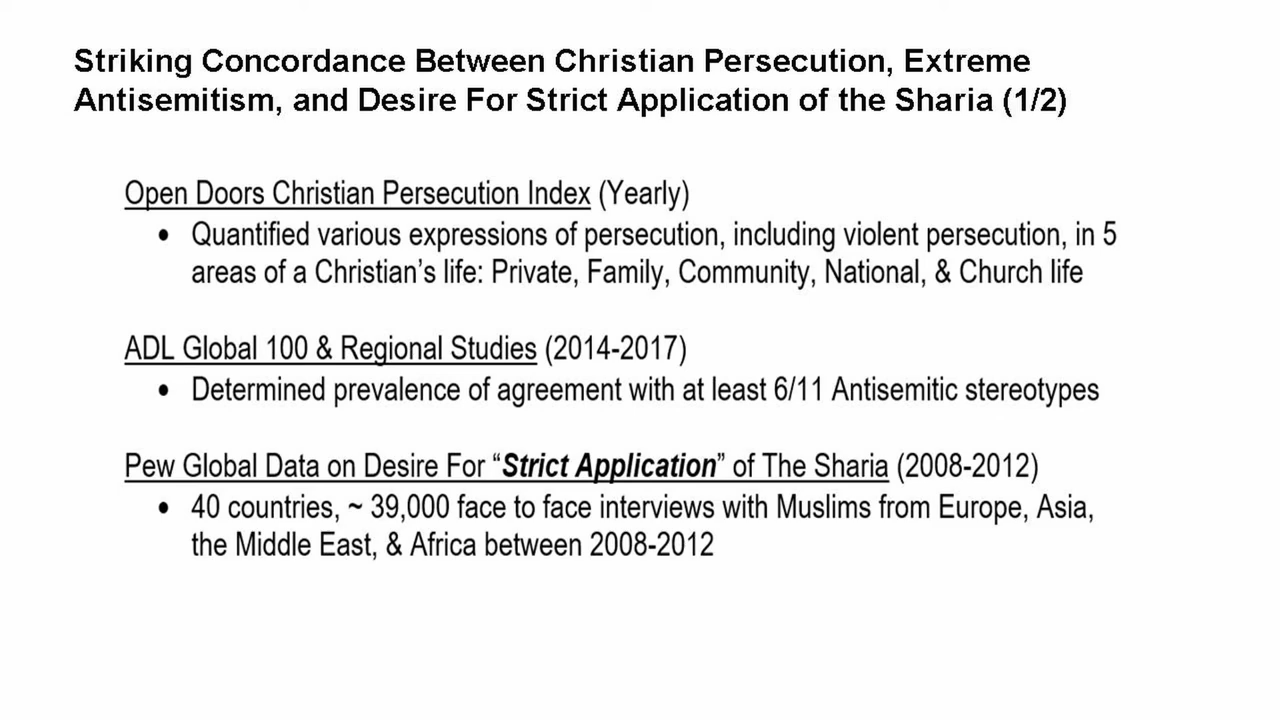 Striking Concordance Between Christian Persecution, Extreme
Antisemitism, and Desire For Strict Application of the Sharia (1/2)
Open Doors Christian Persecution Index (Yearly)
• Quantified various expressions of persecution, including violent persecution, in 5
areas of a Christian's life: Private, Family, Community, National, & Church life
ADL Global 100 & Regional Studies (2014-2017)
• Determined prevalence of agreement with at least 6/11 Antisemitic stereotypes
Pew Global Data on Desire For “Strict Application” of The Sharia (2008-2012)
• 40 countries, ~ 39,000 face to face interviews with Muslims from Europe, Asia,
the Middle East, & Africa between 2008-2012